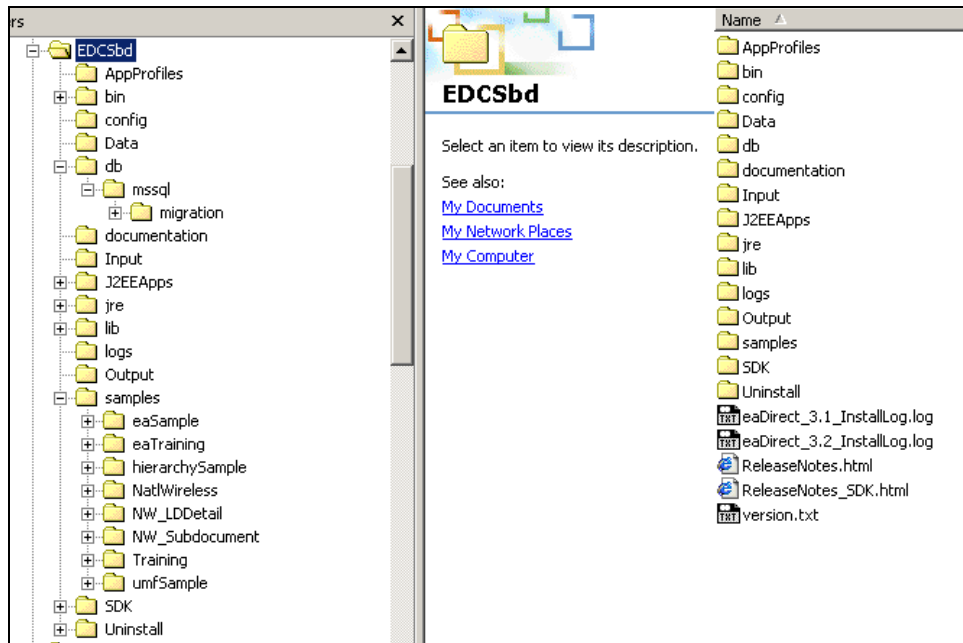 rs
EDCSbd
AppProfiles
bin
config
Data
db
mssql
migration
documentation
Input
J2EEApps
jre
lib
logs
Output
samples
eaSample
eaTraining
hierarchySample
NatlWireless
NW_LDDetail
NW_Subdocument
Training
umfSample
SDK
Uninstall
EDCSbd
Select an item to view its description.
See also:
My Documents
My Network Places
My Computer
Name
AppProfiles
bin
config
Data
db
documentation
Input
J2EEApps
jre
lib
logs
Output
samples
SDK
Uninstall
eaDirect_3.1_InstallLog.log
eaDirect_3.2_InstallLog.log
ReleaseNotes.html
ReleaseNotes_SDK.html
version.txt